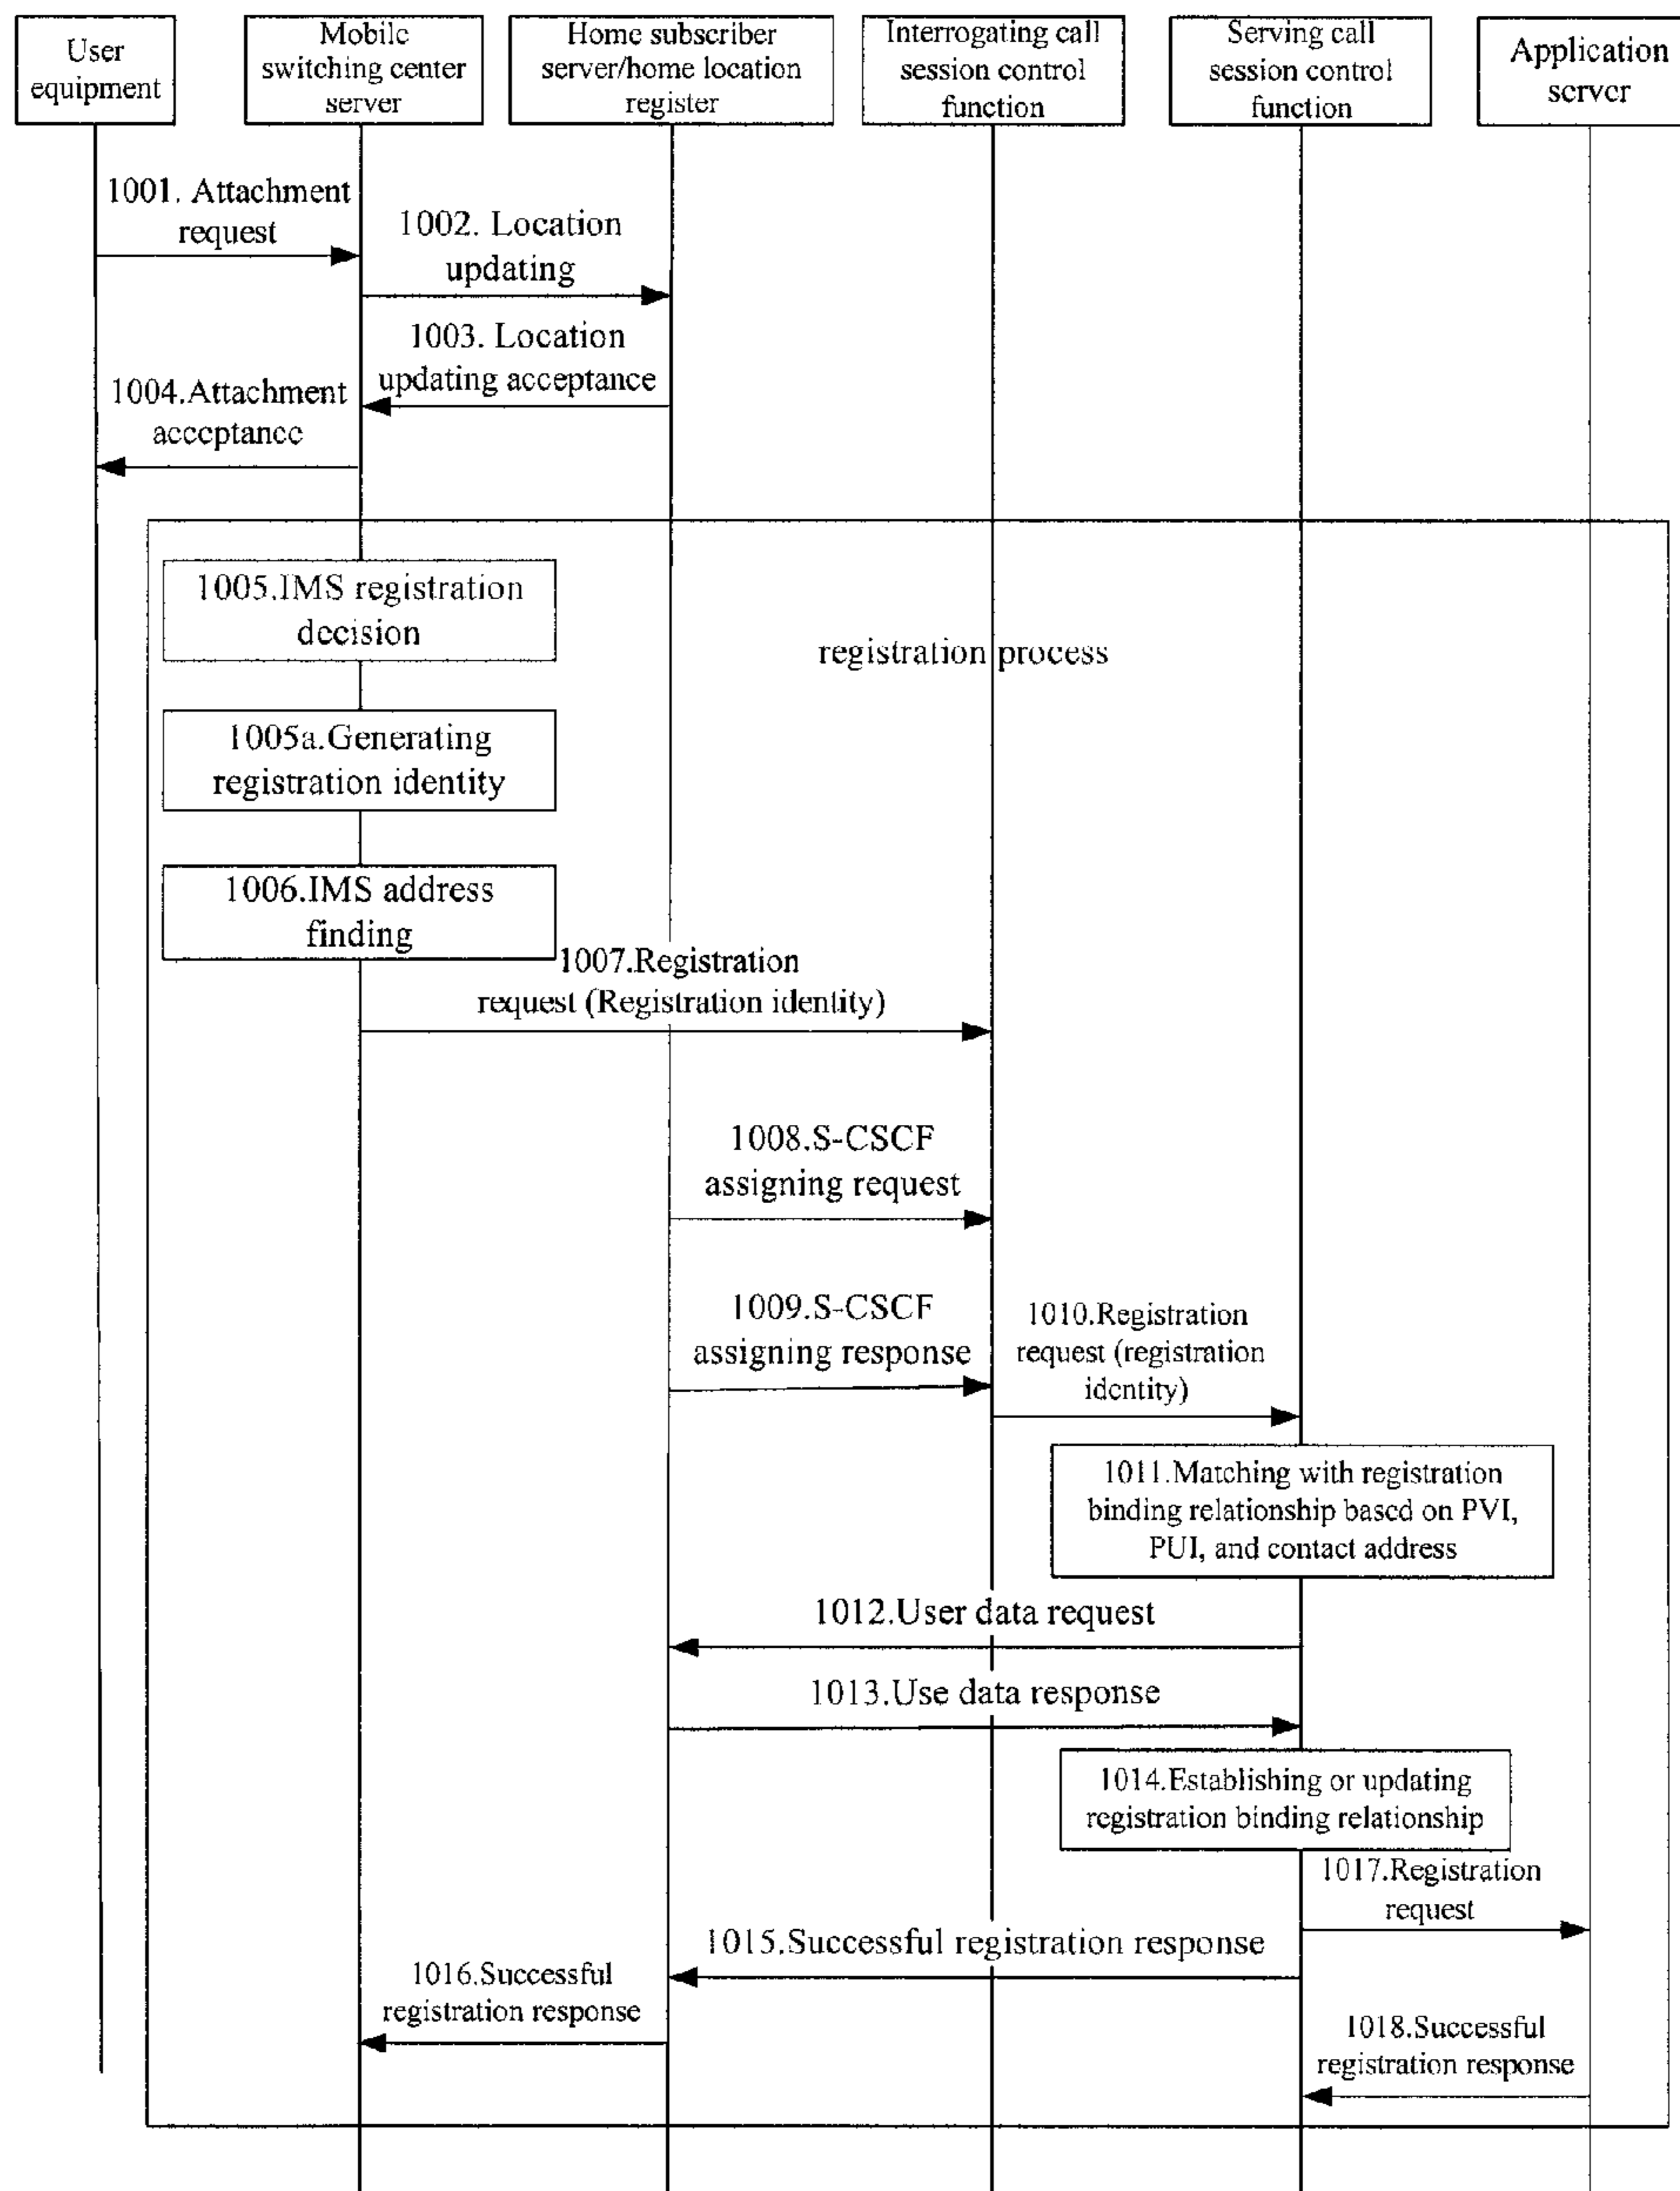 User
equipment
Mobile
switching center
server
Home subscriber
server/home location
register
Interrogating call
session control
function
Serving call
session control
function
Application
server
1001. Attachment
request
1002. Location
updating
1003. Location
updating acceptance
1004.Attachment
acceptance
1005.IMS registration
decision
registration process
1005a.Generating
registration identity
1006.IMS address
finding
1007.Registration
request (Registration identity)
1008.S-CSCF
assigning request
1009.S-CSCF
assigning response
1010.Registration
request (registration
identity)
1011.Matching with registration
binding relationship based on PVI,
PUI, and contact address
1012.User data request
1013.Use data response
1014.Establishing or updating
registration binding relationship
1017.Registration
request
1015.Successful registration response
1016.Successful
registration response
1018.Successful
registration response